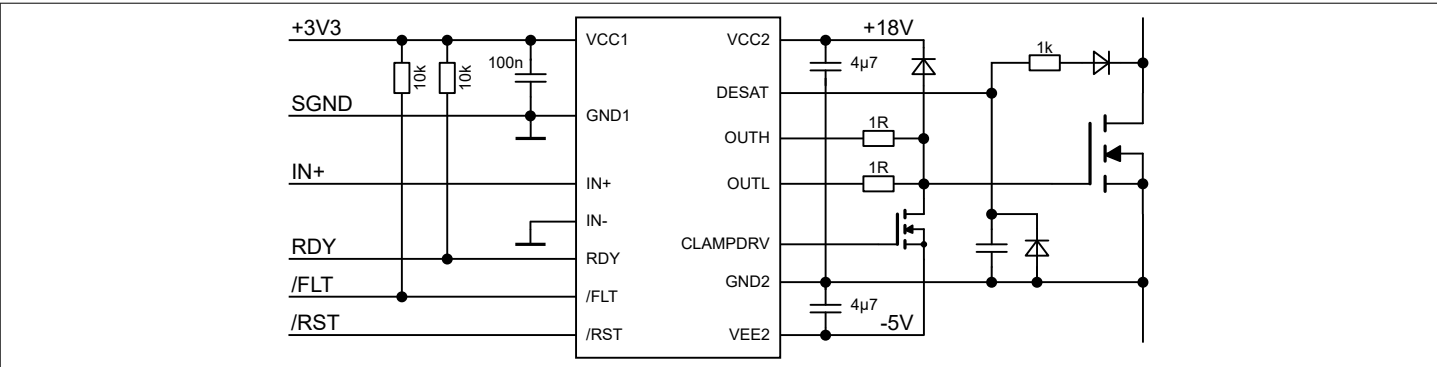 +3V3
VCC1
VCC2
+18V
10k
10k
100n
4µ7
1k
DESAT
SGND
GND1
OUTH
1R
IN+
IN+
OUTL
1R
IN-
CLAMPDRV
RDY
RDY
GND2
/FLT
/FLT
4µ7
/RST
/RST
VEE2
-5V